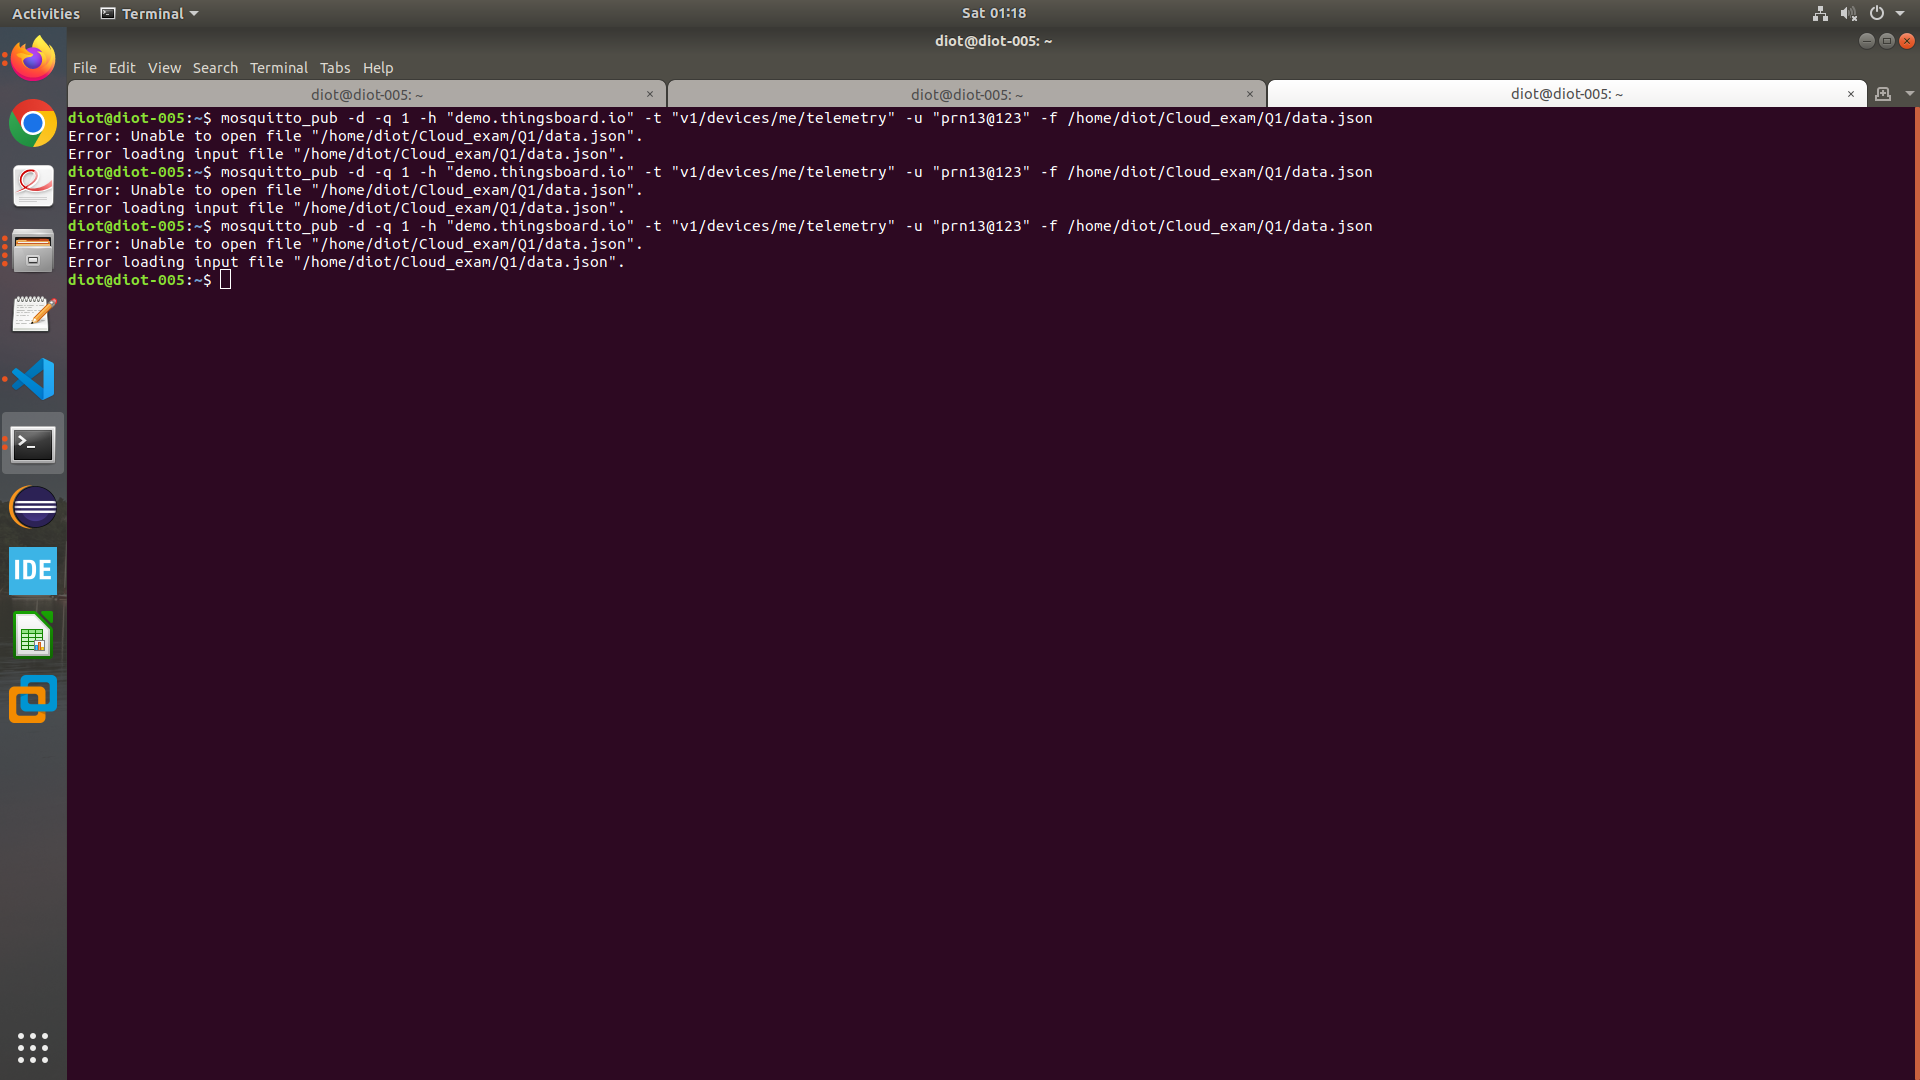 Activities Terminal Sat 01:18
diot@diot-005: ~
File Edit View Search Terminal Tabs Help
diot@diot-005: ~ × diot@diot-005: ~ × diot@diot-005: ~ ×
diot@diot-005:~$ mosquitto_pub -d -q 1 -h "demo.thingsboard.io" -t "v1/devices/me/telemetry" -u "prn13@123" -f /home/diot/Cloud_exam/Q1/data.json
Error: Unable to open file "/home/diot/Cloud_exam/Q1/data.json".
Error loading input file "/home/diot/Cloud_exam/Q1/data.json".
diot@diot-005:~$ mosquitto_pub -d -q 1 -h "demo.thingsboard.io" -t "v1/devices/me/telemetry" -u "prn13@123" -f /home/diot/Cloud_exam/Q1/data.json
Error: Unable to open file "/home/diot/Cloud_exam/Q1/data.json".
Error loading input file "/home/diot/Cloud_exam/Q1/data.json".
diot@diot-005:~$ mosquitto_pub -d -q 1 -h "demo.thingsboard.io" -t "v1/devices/me/telemetry" -u "prn13@123" -f /home/diot/Cloud_exam/Q1/data.json
Error: Unable to open file "/home/diot/Cloud_exam/Q1/data.json".
Error loading input file "/home/diot/Cloud_exam/Q1/data.json".
diot@diot-005:~$
IDE